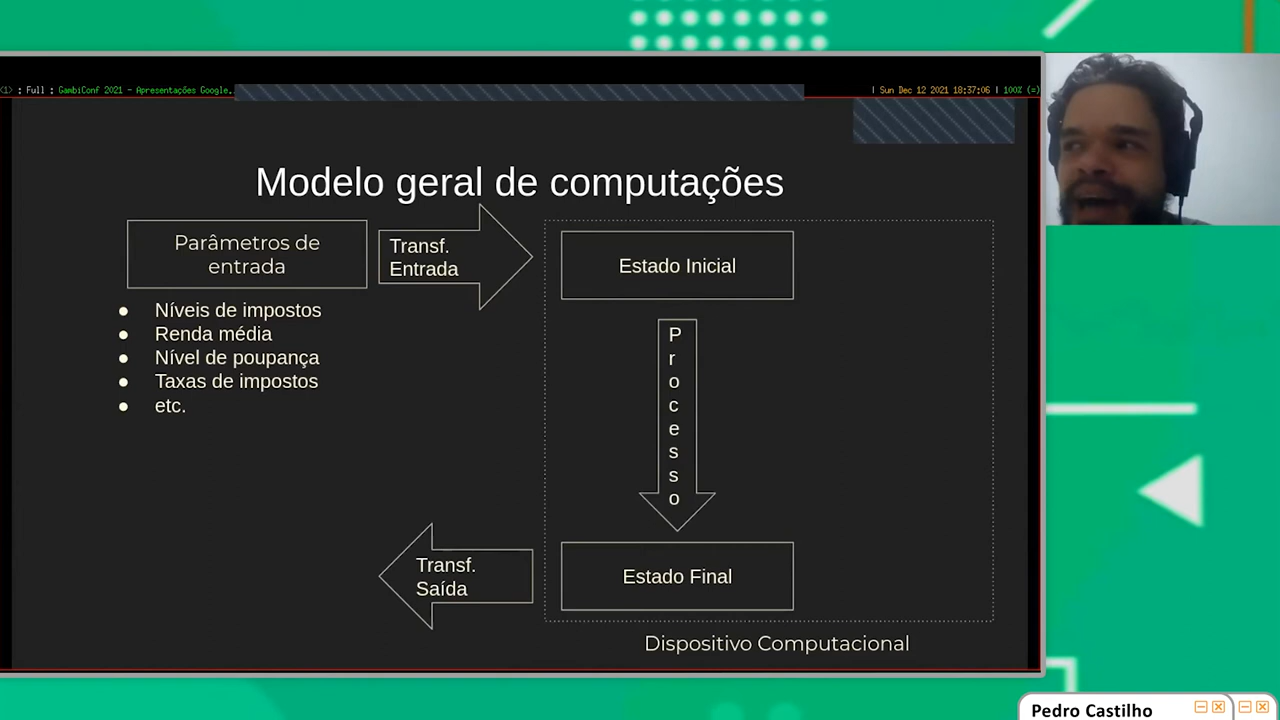 <1> : Full : GambiConf 2021 - Apresentações Google.
| Sun Dec 12 2021 18:37:06 | 100% (=)
Modelo geral de computações
Parâmetros de
entrada
Transf.
Entrada
Estado Inicial
● Níveis de impostos
● Renda média
● Nível de poupança
● Taxas de impostos
● etc.
P
r
o
c
e
s
s
o
Transf.
Saída
Estado Final
Dispositivo Computacional
Pedro Castilho